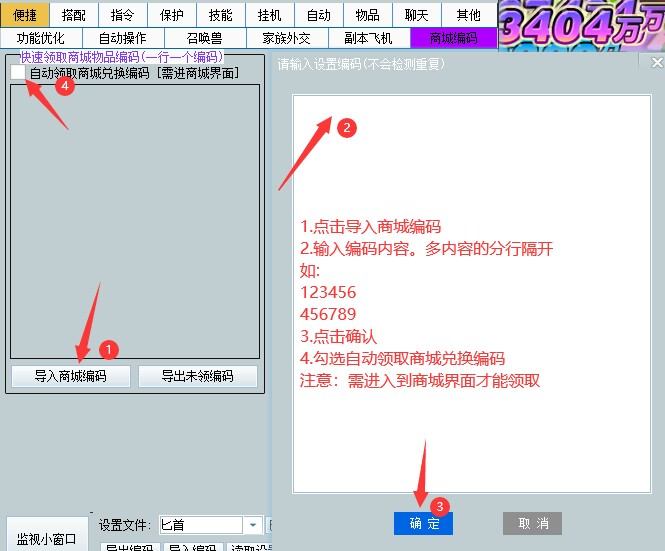 便捷 搭配 指令 保护 技能 挂机 自动 物品 聊天 其他
3404万万
功能优化 自动操作 召唤兽 家族外交 副本飞机 商城编码
快速领取商城物品编码(一行一个编码)
自动领取商城兑换编码 [需进商城界面]
4
请输入设置编码(不会检测重复)
2
1.点击导入商城编码
2.输入编码内容。多内容的分行隔开
如:
123456
456789
3.点击确认
4.勾选自动领取商城兑换编码
注意：需进入到商城界面才能领取
1
导入商城编码 导出未领编码
3
确定 取消
监视小窗口
设置文件: 匕首
导出编码 导入编码 读取设